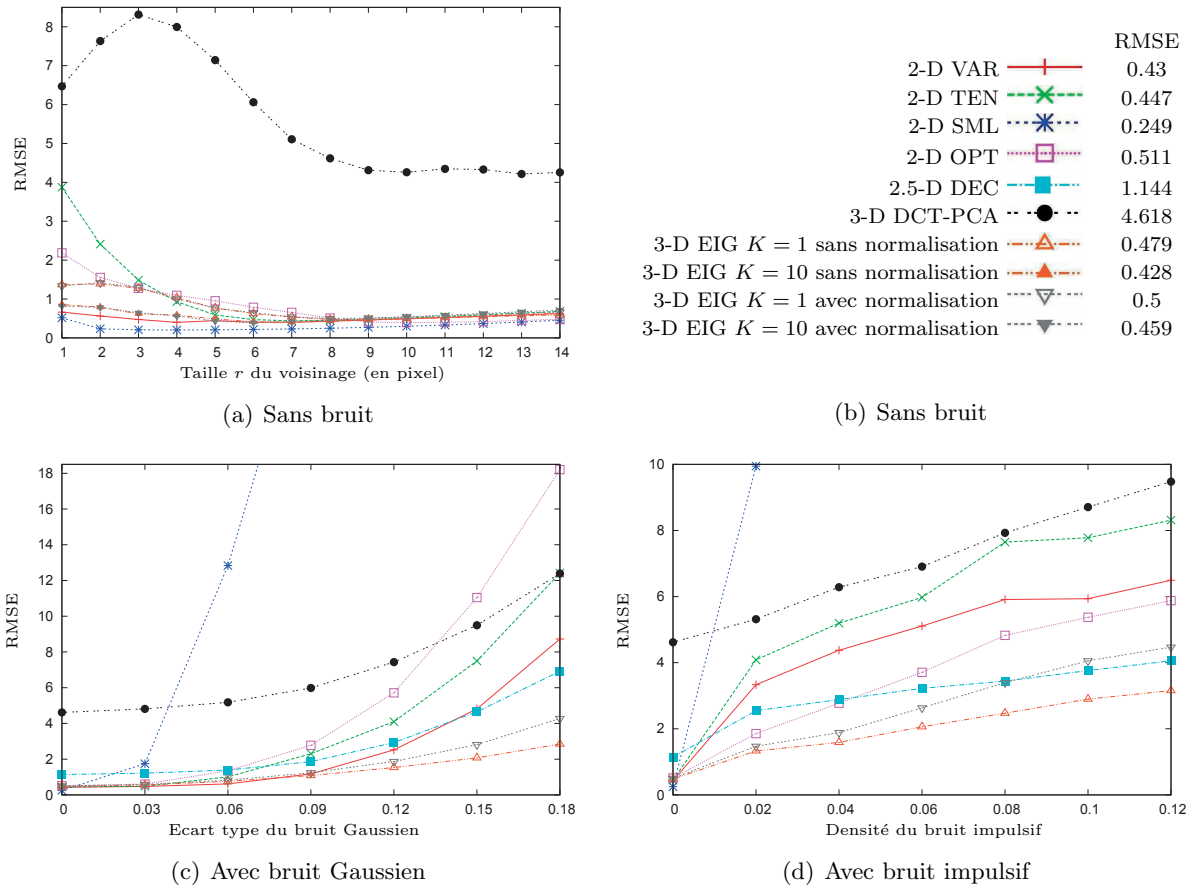 RMSE
8
7
6
5
4
3
2
1
0
1 2 3 4 5 6 7 8 9 10 11 12 13 14
Taille r du voisinage (en pixel)
(a) Sans bruit
RMSE
2-D VAR 0.43
2-D TEN 0.447
2-D SML 0.249
2-D OPT 0.511
2.5-D DEC 1.144
3-D DCT-PCA 4.618
3-D EIG K = 1 sans normalisation 0.479
3-D EIG K = 10 sans normalisation 0.428
3-D EIG K = 1 avec normalisation 0.5
3-D EIG K = 10 avec normalisation 0.459
(b) Sans bruit
RMSE
18
16
14
12
10
8
6
4
2
0
0 0.03 0.06 0.09 0.12 0.15 0.18
Ecart type du bruit Gaussien
(c) Avec bruit Gaussien
RMSE
10
8
6
4
2
0
0 0.02 0.04 0.06 0.08 0.1 0.12
Densité du bruit impulsif
(d) Avec bruit impulsif